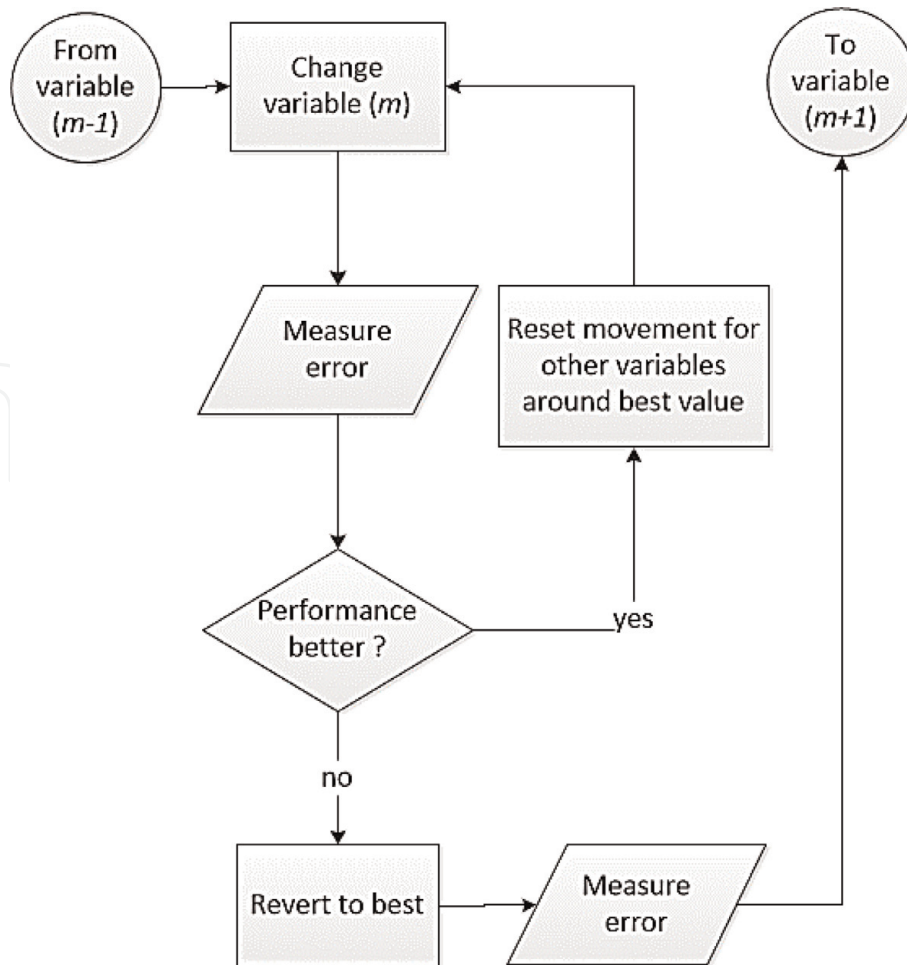 From
variable
(m-1)
Change
variable (m)
To
variable
(m+1)
Measure
error
Reset movement for
other variables
around best value
Performance
better ?
yes
no
Revert to best
Measure
error